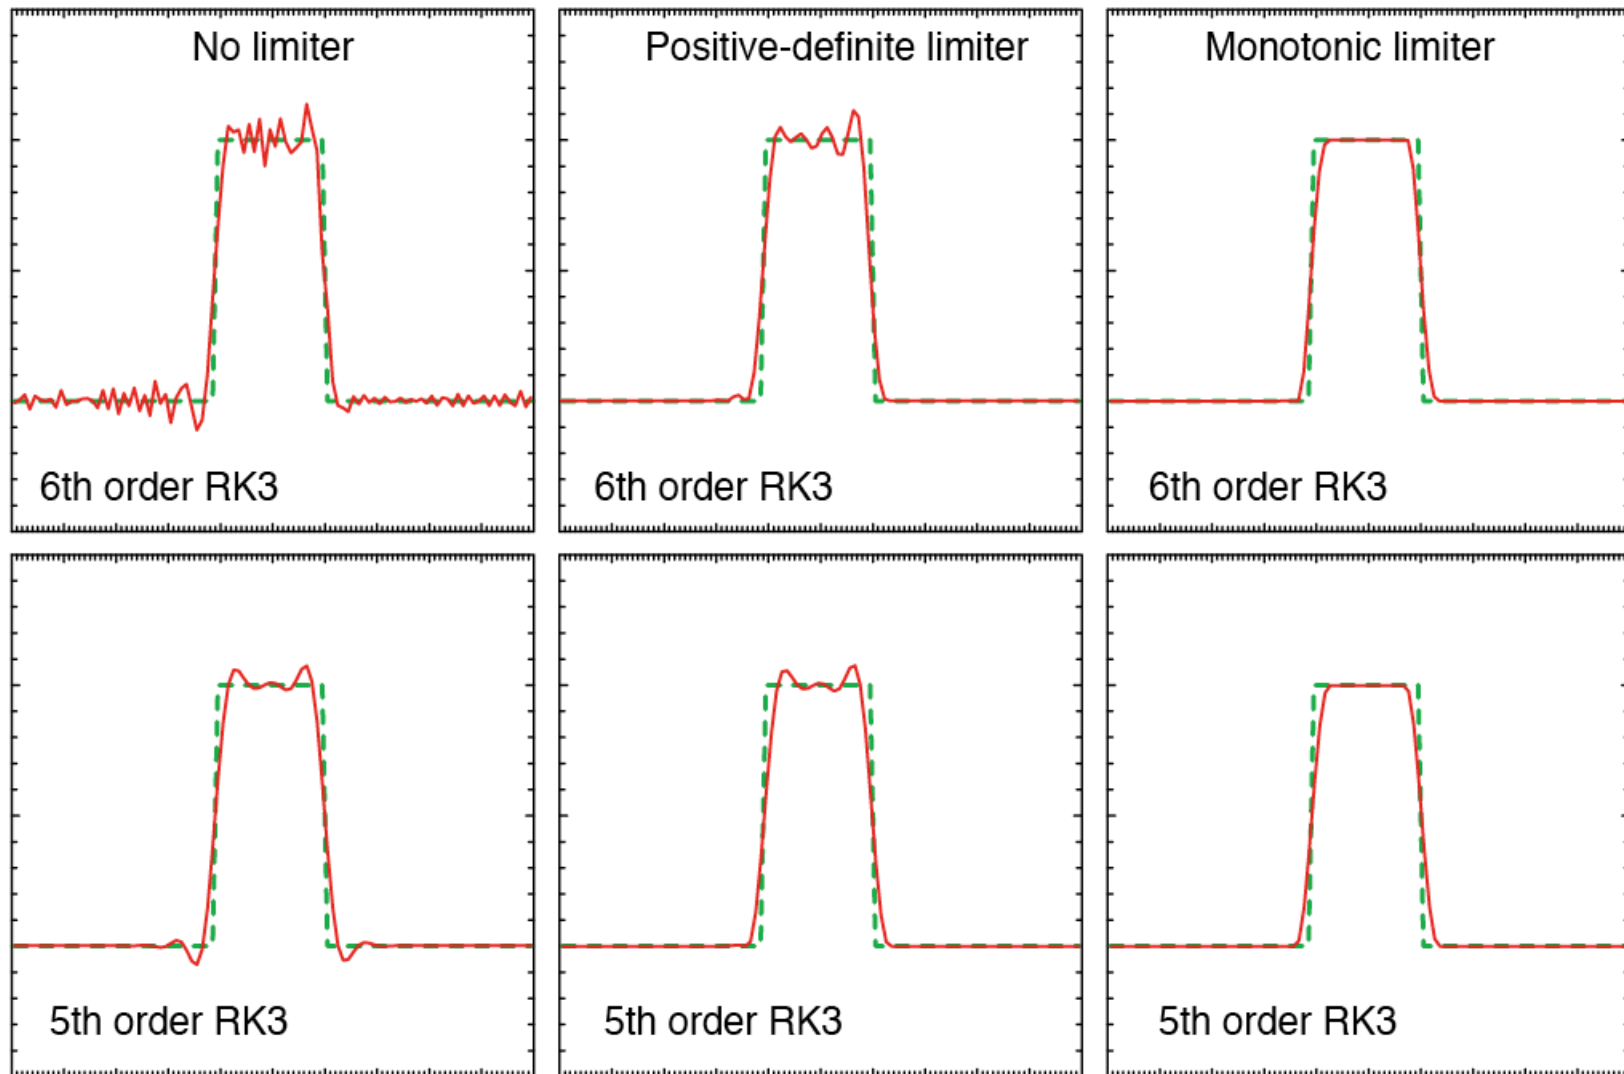 No limiter
Positive-definite limiter
Monotonic limiter
6th order RK3
6th order RK3
6th order RK3
5th order RK3
5th order RK3
5th order RK3